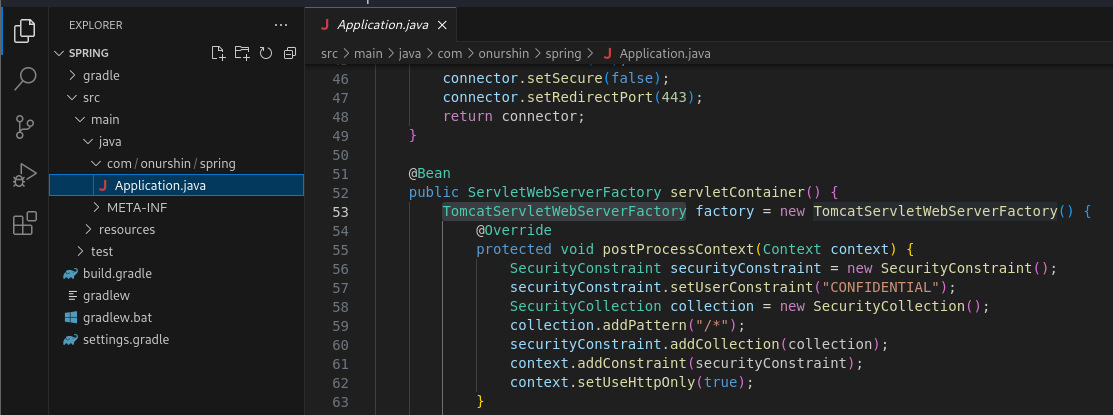 EXPLORER
SPRING
gradle
src
main
java
com / onurshin / spring
Application.java
META-INF
resources
test
build.gradle
gradlew
gradlew.bat
settings.gradle
Application.java
src > main > java > com > onurshin > spring > Application.java
46 connector.setSecure(false);
47 connector.setRedirectPort(443);
48 return connector;
49 }
50
51 @Bean
52 public ServletWebServerFactory servletContainer() {
53 TomcatServletWebServerFactory factory = new TomcatServletWebServerFactory() {
54 @Override
55 protected void postProcessContext(Context context) {
56 SecurityConstraint securityConstraint = new SecurityConstraint();
57 securityConstraint.setUserConstraint("CONFIDENTIAL");
58 SecurityCollection collection = new SecurityCollection();
59 collection.addPattern("/*");
60 securityConstraint.addCollection(collection);
61 context.addConstraint(securityConstraint);
62 context.setUseHttpOnly(true);
63 }